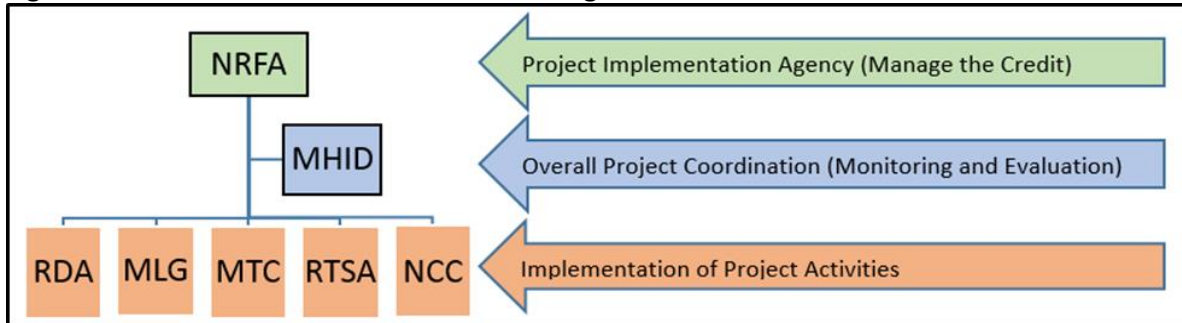 NRFA
Project Implementation Agency (Manage the Credit)
MHID
Overall Project Coordination (Monitoring and Evaluation)
RDA
MLG
MTC
RTSA
NCC
Implementation of Project Activities